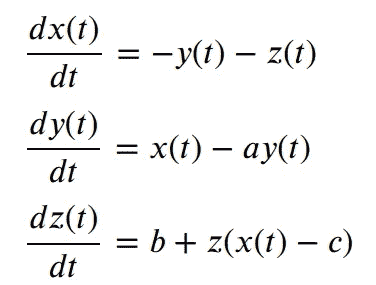 dx(t)/dt = −y(t) − z(t)
dy(t)/dt = x(t) − ay(t)
dz(t)/dt = b + z(x(t) − c)